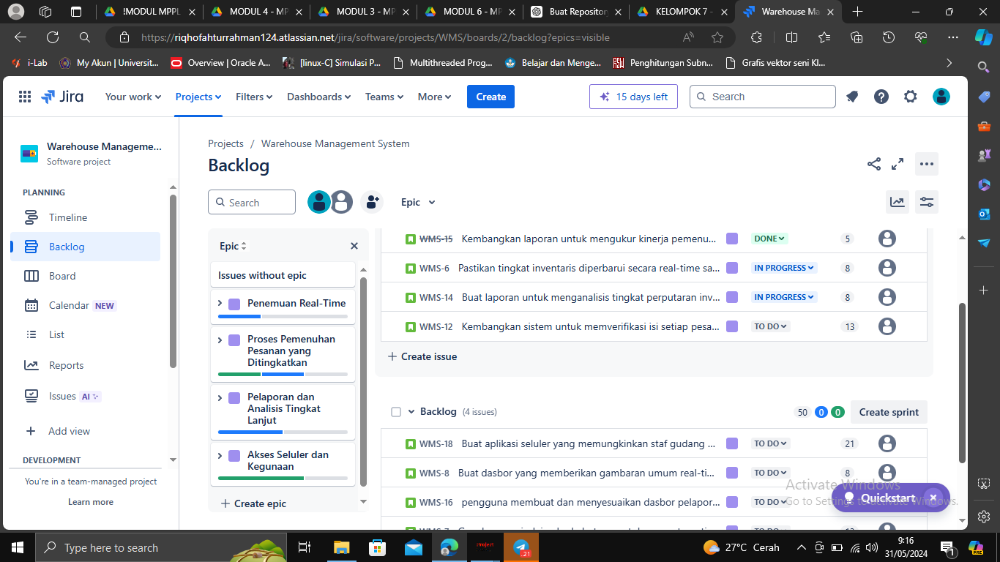 !MODUL MPPL
MODUL 4 - MP
MODUL 3 - MP
MODUL 6 - MP
Buat Repository
KELOMPOK 7 -
Warehouse Ma
https://riqhofahturrahman124.atlassian.net/jira/software/projects/WMS/boards/2/backlog?epics=visible
i-Lab
My Akun | Universit...
Overview | Oracle A...
[linux-C] Simulasi P...
Multithreaded Prog...
Belajar dan Menge...
Penghitungan Subn...
Grafis vektor seni Kl...
Jira
Your work
Projects
Filters
Dashboards
Teams
More
Create
15 days left
Search
Warehouse Manageme...
Software project
PLANNING
Timeline
Backlog
Board
Calendar NEW
List
Reports
Issues AI
Add view
DEVELOPMENT
You're in a team-managed project
Learn more
Projects / Warehouse Management System
Backlog
Search
Epic
Epic
Issues without epic
Penemuan Real-Time
Proses Pemenuhan
Pesanan yang
Ditingkatkan
Pelaporan dan
Analisis Tingkat
Lanjut
Akses Seluler dan
Kegunaan
+ Create epic
WMS-15 Kembangkan laporan untuk mengukur kinerja pemenu... DONE 5
WMS-6 Pastikan tingkat inventaris diperbarui secara real-time sa... IN PROGRESS 8
WMS-14 Buat laporan untuk menganalisis tingkat perputaran inv... IN PROGRESS 8
WMS-12 Kembangkan sistem untuk memverifikasi isi setiap pesa... TO DO 13
+ Create issue
Backlog (4 issues) 50 0 0 Create sprint
WMS-18 Buat aplikasi seluler yang memungkinkan staf gudang ... TO DO 21
WMS-8 Buat dasbor yang memberikan gambaran umum real-ti... TO DO 8
WMS-16 pengguna membuat dan menyesuaikan dasbor pelapor... TO DO
Quickstart
Activate Windows
Go to Settings to activate Windows.
Type here to search
project
21
27°C Cerah
9:16
31/05/2024
1
PRE